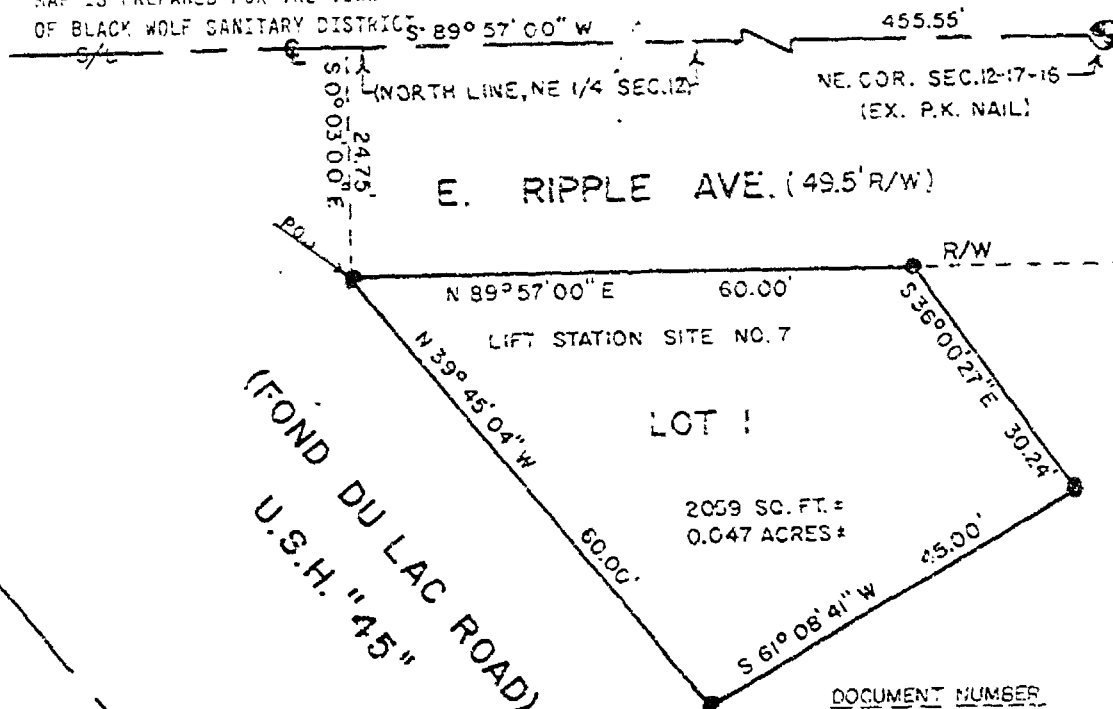 OF BLACK WOLF SANITARY DISTRICT
S 89° 57' 00" W
455.55'
(NORTH LINE, NE 1/4 SEC.12)
NE. COR. SEC.12-17-16
(EX. P.K. NAIL)
S 0° 03' 00" E
24.75'
E. RIPPLE AVE. (49.5' R/W)
R/W
N 89° 57' 00" E 60.00'
LIFT STATION SITE NO. 7
S 36° 00' 27" E
30.24'
N 39° 45' 04" W
60.00'
LOT 1
2059 SQ. FT. ±
0.047 ACRES ±
45.00'
S 61° 08' 41" W
(FOND DU LAC ROAD)
U.S.H. "45"
DOCUMENT NUMBER